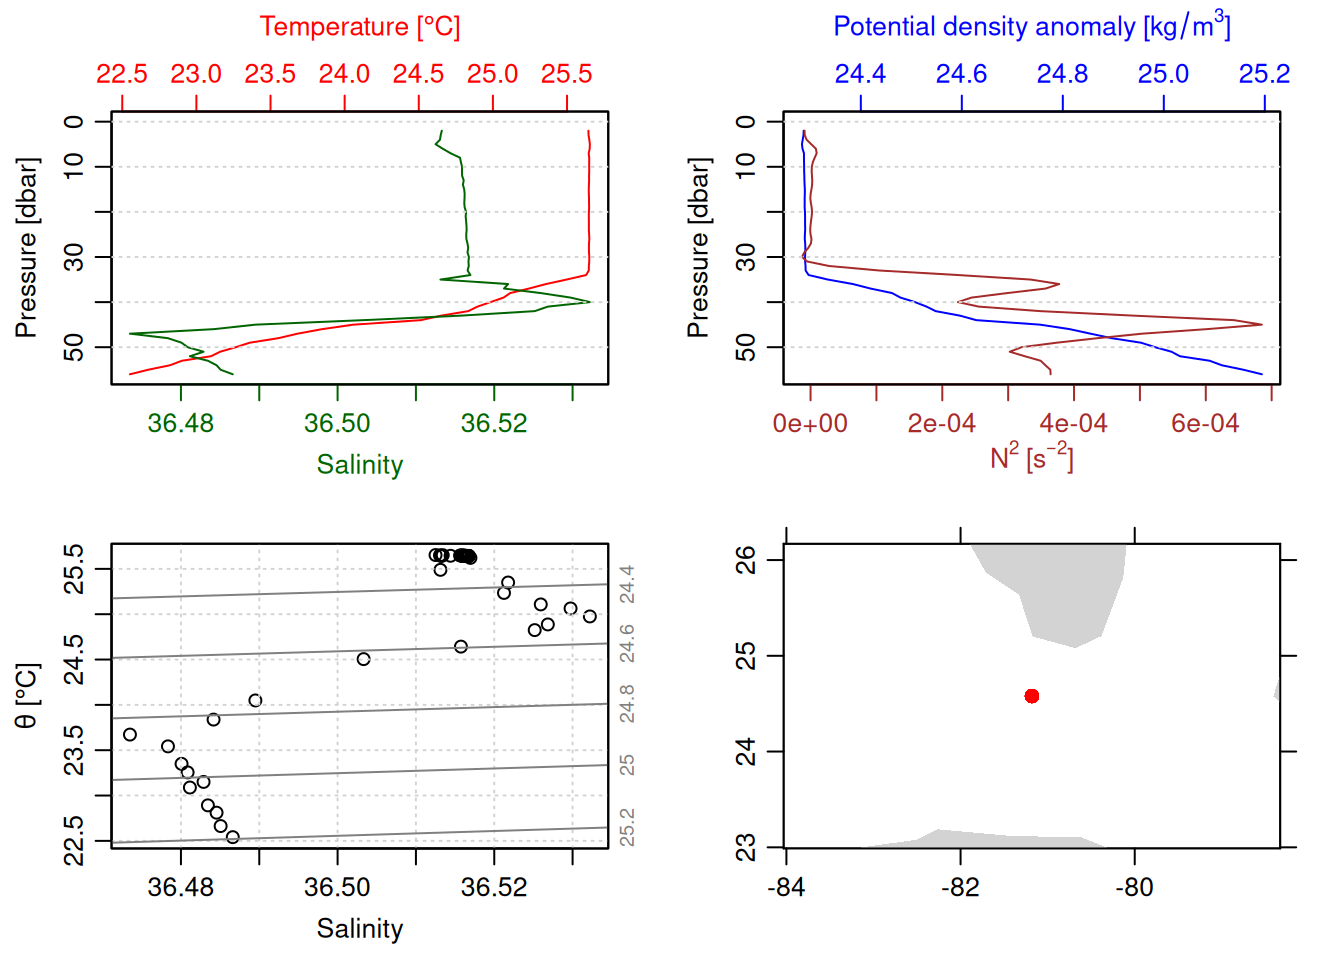 Temperature [°C]
22.5 23.0 23.5 24.0 24.5 25.0 25.5
Pressure [dbar]
0
10
30
50
36.48 36.50 36.52
Salinity
Potential density anomaly [kg/m³]
24.4 24.6 24.8 25.0 25.2
Pressure [dbar]
0
10
30
50
0e+00 2e-04 4e-04 6e-04
N² [s⁻²]
θ [°C]
25.5
24.5
23.5
22.5
24.4
24.6
24.8
25
25.2
36.48 36.50 36.52
Salinity
26
25
24
23
-84 -82 -80